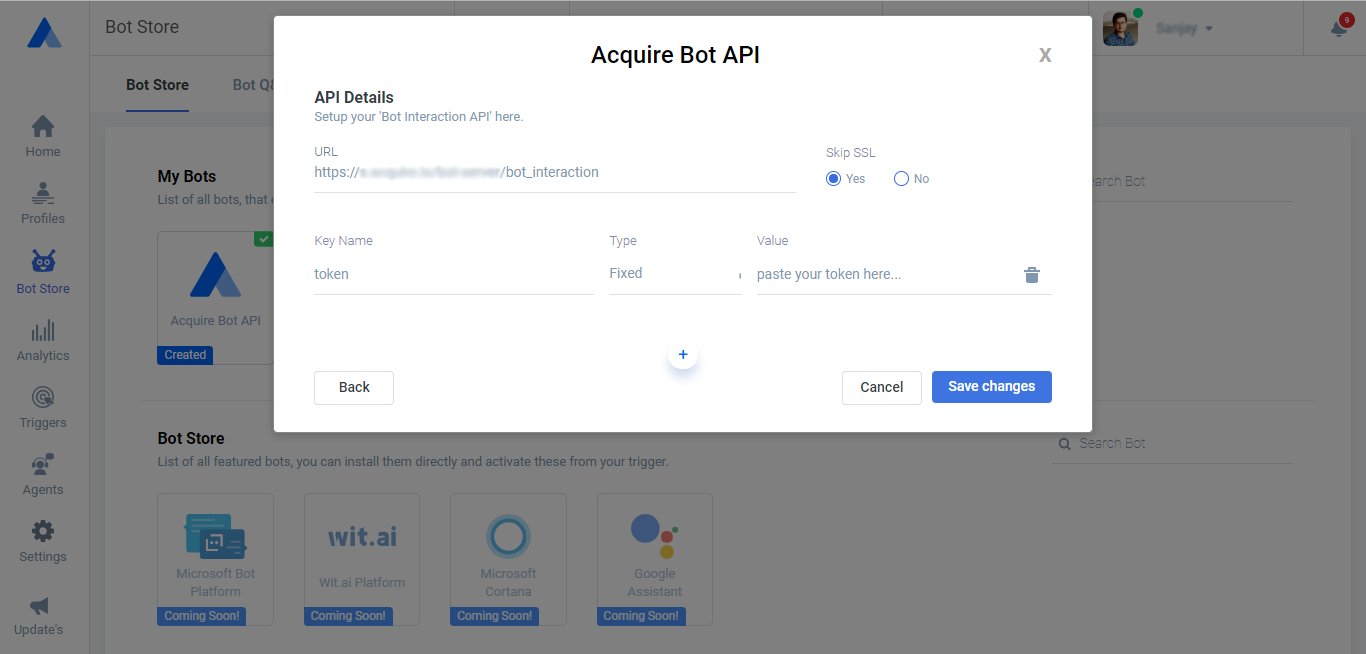 Bot Store
9
Bot Store
Bot Q
Home
Profiles
Bot Store
Analytics
Triggers
Agents
Settings
Update's
My Bots
List of all bots, that
Acquire Bot API
Created
Acquire Bot API
X
API Details
Setup your 'Bot Interaction API' here.
URL
https:// /bot_interaction
Skip SSL
Yes
No
Key Name
Type
Value
token
Fixed
paste your token here...
+
Back
Cancel
Save changes
Bot
Bot Store
List of all featured bots, you can install them directly and activate these from your trigger.
Search Bot
Microsoft Bot
Platform
Coming Soon!
wit.ai
Wit.ai Platform
Coming Soon!
Microsoft
Cortana
Coming Soon!
Google
Assistant
Coming Soon!